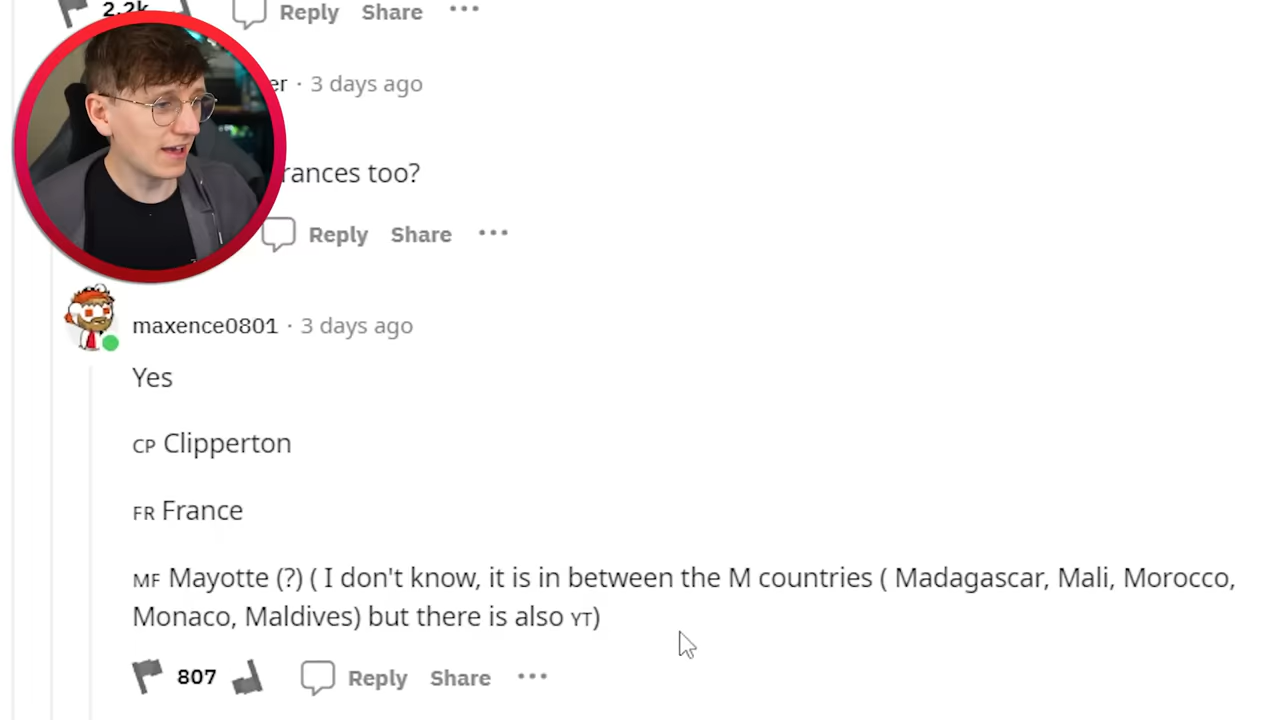 2.2k Reply Share ···
er · 3 days ago
rances too?
Reply Share ···
maxence0801 · 3 days ago
Yes
CP Clipperton
FR France
MF Mayotte (?) ( I don't know, it is in between the M countries ( Madagascar, Mali, Morocco,
Monaco, Maldives) but there is also YT)
807 Reply Share ···